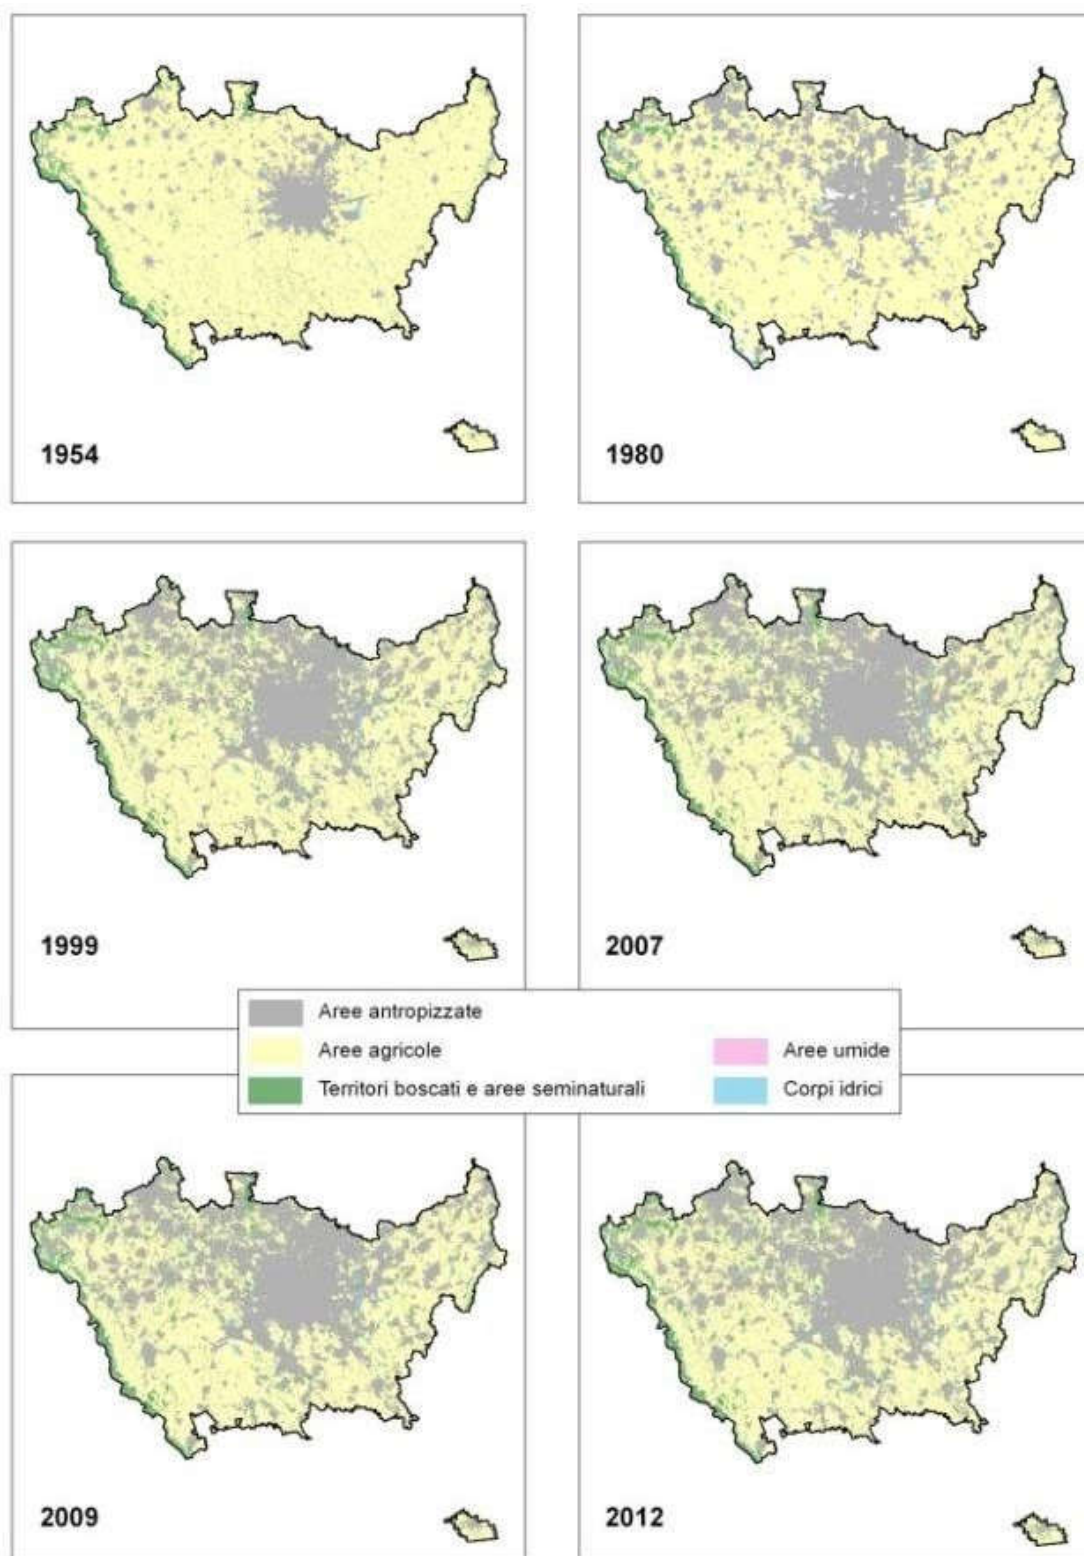 1954
1980
1999
2007
Aree antropizzate
Aree agricole
Aree umide
Territori boscati e aree seminaturali
Corpi idrici
2009
2012